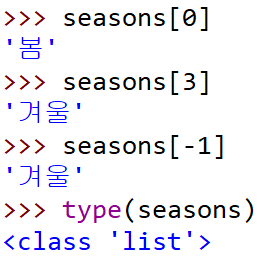 >>> seasons[0]
'봄'
>>> seasons[3]
'겨울'
>>> seasons[-1]
'겨울'
>>> type(seasons)
<class 'list'>